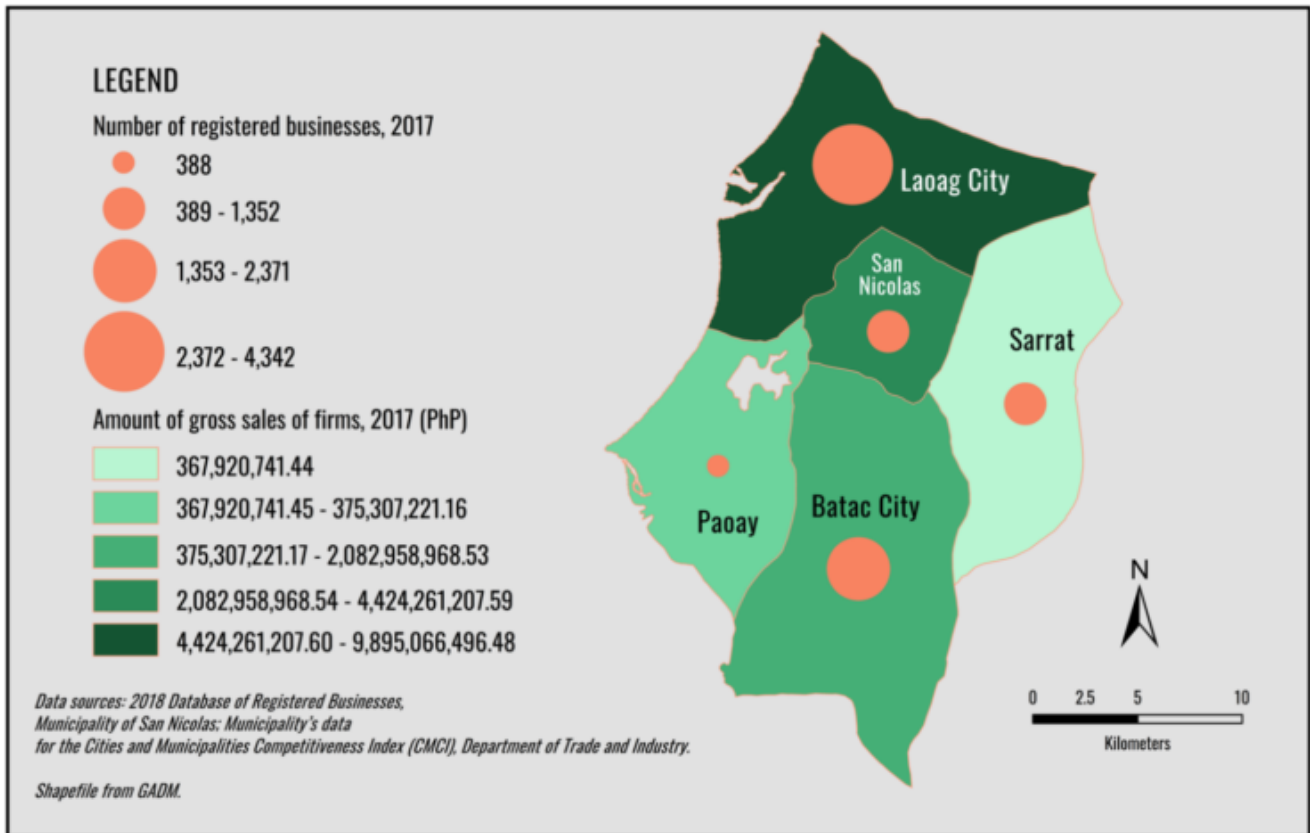 LEGEND
Number of registered businesses, 2017
388
389 - 1,352
1,353 - 2,371
2,372 - 4,342
Amount of gross sales of firms, 2017 (PhP)
367,920,741.44
367,920,741.45 - 375,307,221.16
375,307,221.17 - 2,082,958,968.53
2,082,958,968.54 - 4,424,261,207.59
4,424,261,207.60 - 9,895,066,496.48
Data sources: 2018 Database of Registered Businesses,
Municipality of San Nicolas; Municipality's data
for the Cities and Municipalities Competitiveness Index (CMCI), Department of Trade and Industry.
Shapefile from GADM.
Laoag City
San
Nicolas
Sarrat
Paoay
Batac City
N
0 2.5 5 10
Kilometers